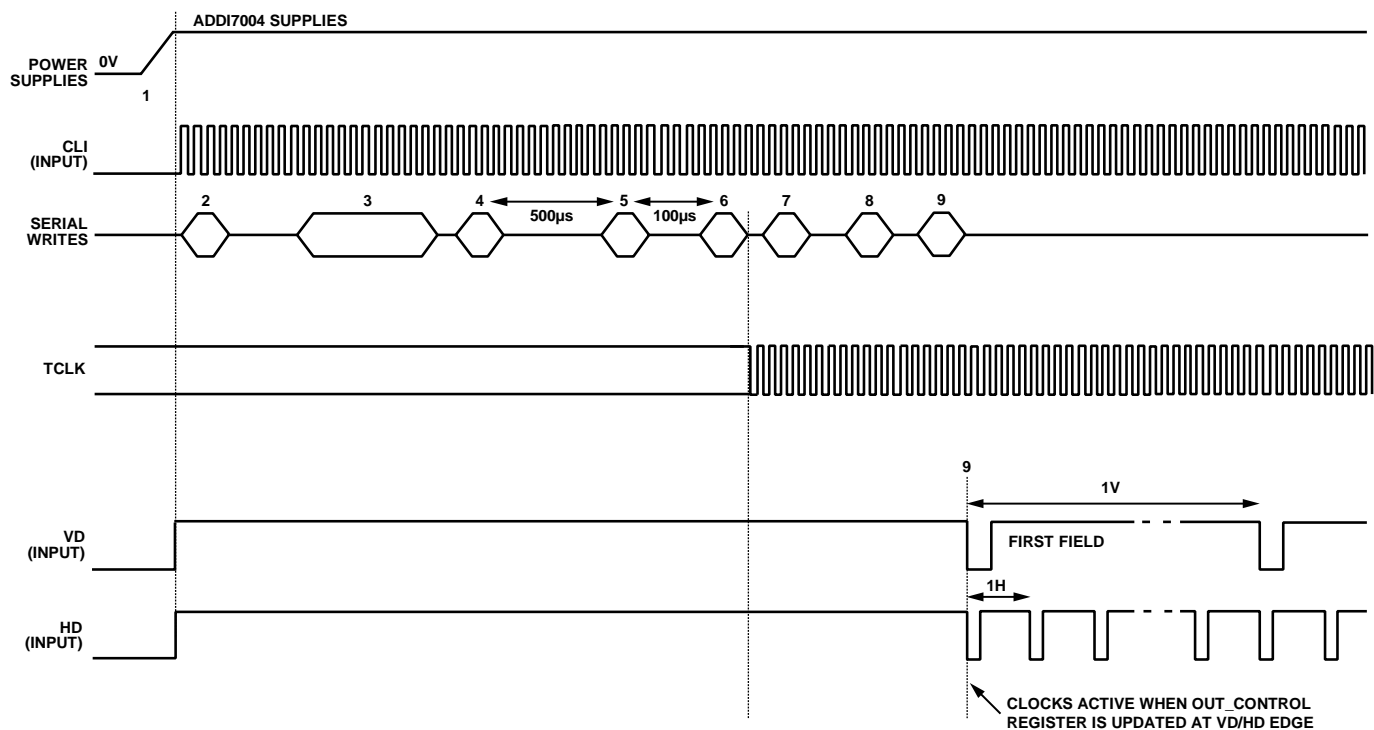 ADDI7004 SUPPLIES
POWER
SUPPLIES
0V
1
CLI
(INPUT)
SERIAL
WRITES
2
3
4
500µs
5
100µs
6
7
8
9
TCLK
9
1V
VD
(INPUT)
FIRST FIELD
1H
HD
(INPUT)
CLOCKS ACTIVE WHEN OUT_CONTROL
REGISTER IS UPDATED AT VD/HD EDGE